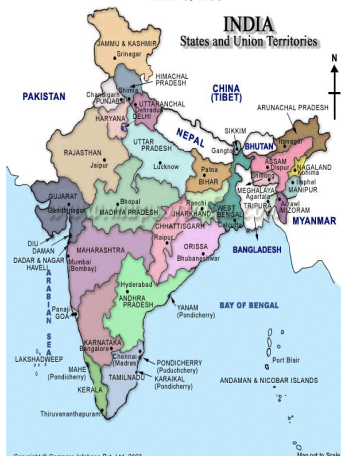 INDIA
States and Union Territories
N
JAMMU & KASHMIR
Srinagar
HIMACHAL
PRADESH
Shimla
Chandigarh
PUNJAB
PAKISTAN
CHINA
(TIBET)
UTTARANCHAL
Dehradun
HARYANA
DELHI
ARUNACHAL PRADESH
SIKKIM
NEPAL
Gangtok
BHUTAN
Itanagar
RAJASTHAN
Jaipur
UTTAR
PRADESH
Lucknow
Patna
BIHAR
ASSAM
Dispur
NAGALAND
Kohima
Shillong
MEGHALAYA
Imphal
MANIPUR
Agartala
TRIPURA
Aizawl
MIZORAM
GUJARAT
Gandhinagar
Bhopal
MADHYA PRADESH
Ranchi
JHARKHAND
WEST
BENGAL
Calcutta
MYANMAR
CHHATTISGARH
Raipur
BANGLADESH
DIU
DAMAN
DADAR & NAGAR
HAVELI
MAHARASHTRA
Mumbai
(Bombay)
ORISSA
Bhubaneshwar
ARABIAN SEA
Hyderabad
ANDHRA
PRADESH
YANAM
(Pondicherry)
BAY OF BENGAL
Panaji
GOA
KARNATAKA
Bangalore
Chennai
(Madras)
PONDICHERRY
(Puduchchery)
KARAIKAL
(Pondicherry)
LAKSHADWEEP
MAHE
(Pondicherry)
TAMILNADU
KERALA
Thiruvananthapuram
Port Blair
ANDAMAN & NICOBAR ISLANDS
Map not to Scale